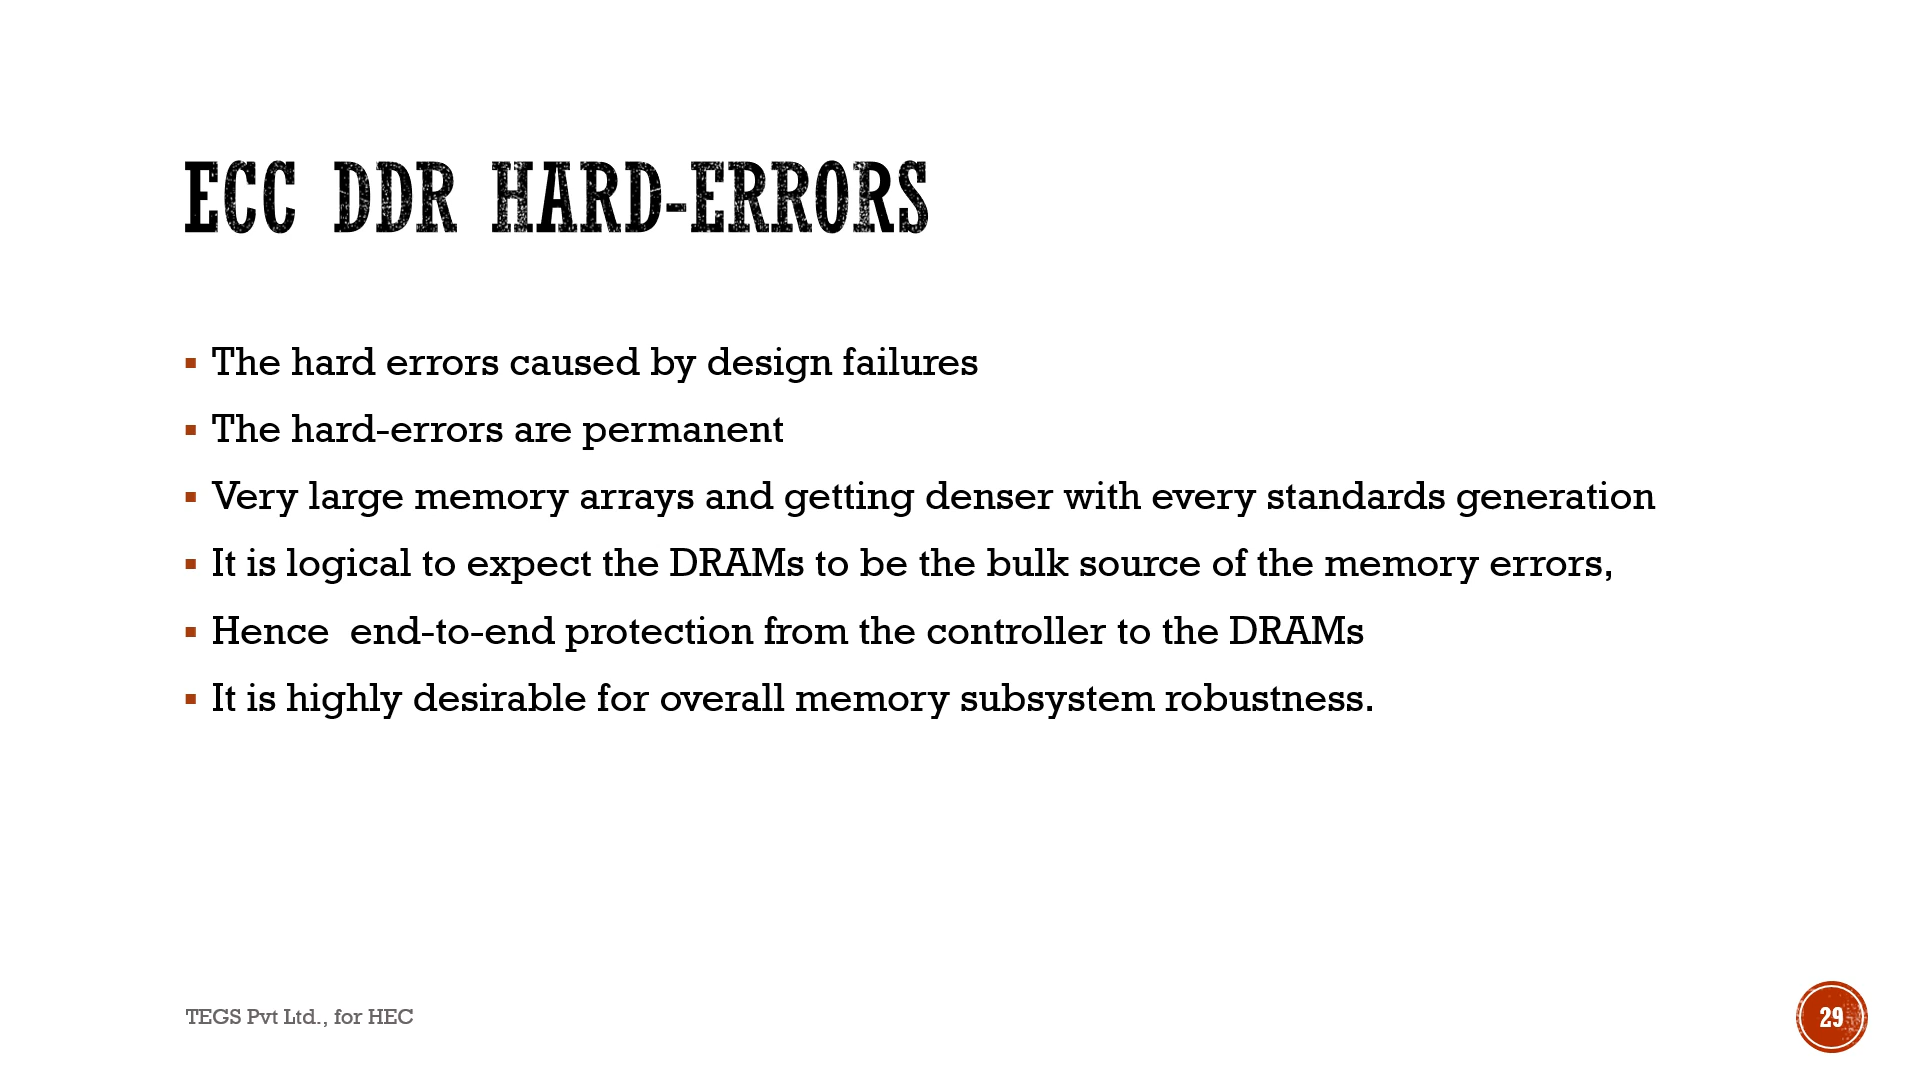 ECC DDR HARD-ERRORS
▪ The hard errors caused by design failures
▪ The hard-errors are permanent
▪ Very large memory arrays and getting denser with every standards generation
▪ It is logical to expect the DRAMs to be the bulk source of the memory errors,
▪ Hence  end-to-end protection from the controller to the DRAMs
▪ It is highly desirable for overall memory subsystem robustness.
TEGS Pvt Ltd., for HEC
29